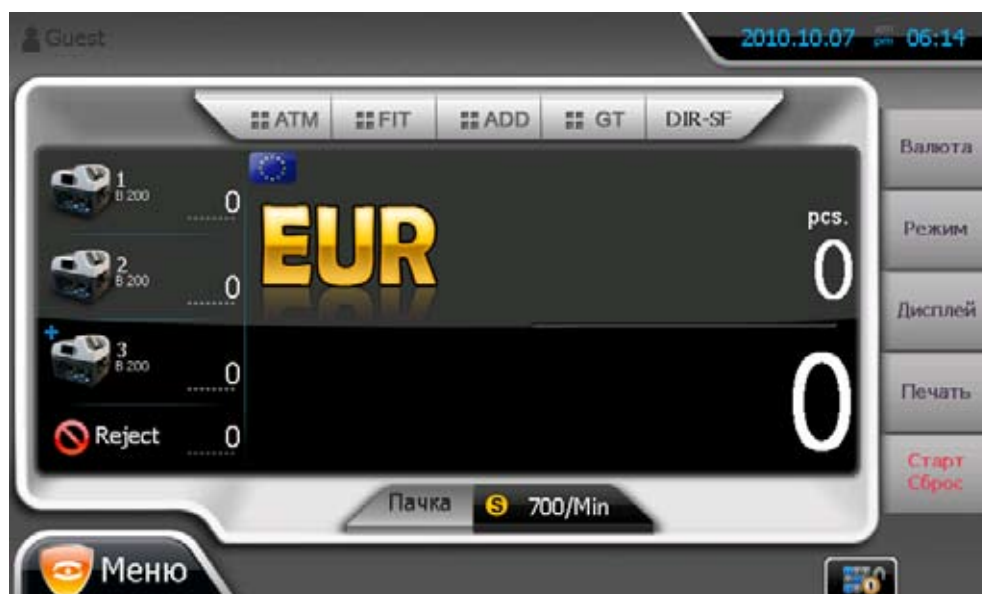 Guest
2010.10.07 pm 06:14
ATM FIT ADD GT DIR-SF
Валюта
1
B 200
0
EUR
pcs.
0
Режим
2
B 200
0
Дисплей
3
B 200
0
0
Печать
Reject 0
Старт
Сброс
Пачка S 700/Min
Меню